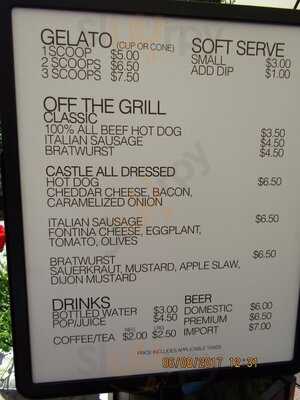 GELATO (CUP OR CONE)
1 SCOOP $5.00
2 SCOOPS $6.50
3 SCOOPS $7.50
SOFT SERVE
SMALL $3.00
ADD DIP $1.00
OFF THE GRILL
CLASSIC
100% ALL BEEF HOT DOG $3.50
ITALIAN SAUSAGE $4.50
BRATWURST $4.50
CASTLE ALL DRESSED
HOT DOG $6.50
CHEDDAR CHEESE, BACON,
CARAMELIZED ONION
ITALIAN SAUSAGE $6.50
FONTINA CHEESE, EGGPLANT,
TOMATO, OLIVES
BRATWURST $6.50
SAUERKRAUT, MUSTARD, APPLE SLAW,
DIJON MUSTARD
DRINKS
BOTTLED WATER $3.00
POP/JUICE $4.50
REG LRG
COFFEE/TEA $2.00 $2.50
BEER
DOMESTIC $6.00
PREMIUM $6.50
IMPORT $7.00
PRICE INCLUDES APPLICABLE TAXES